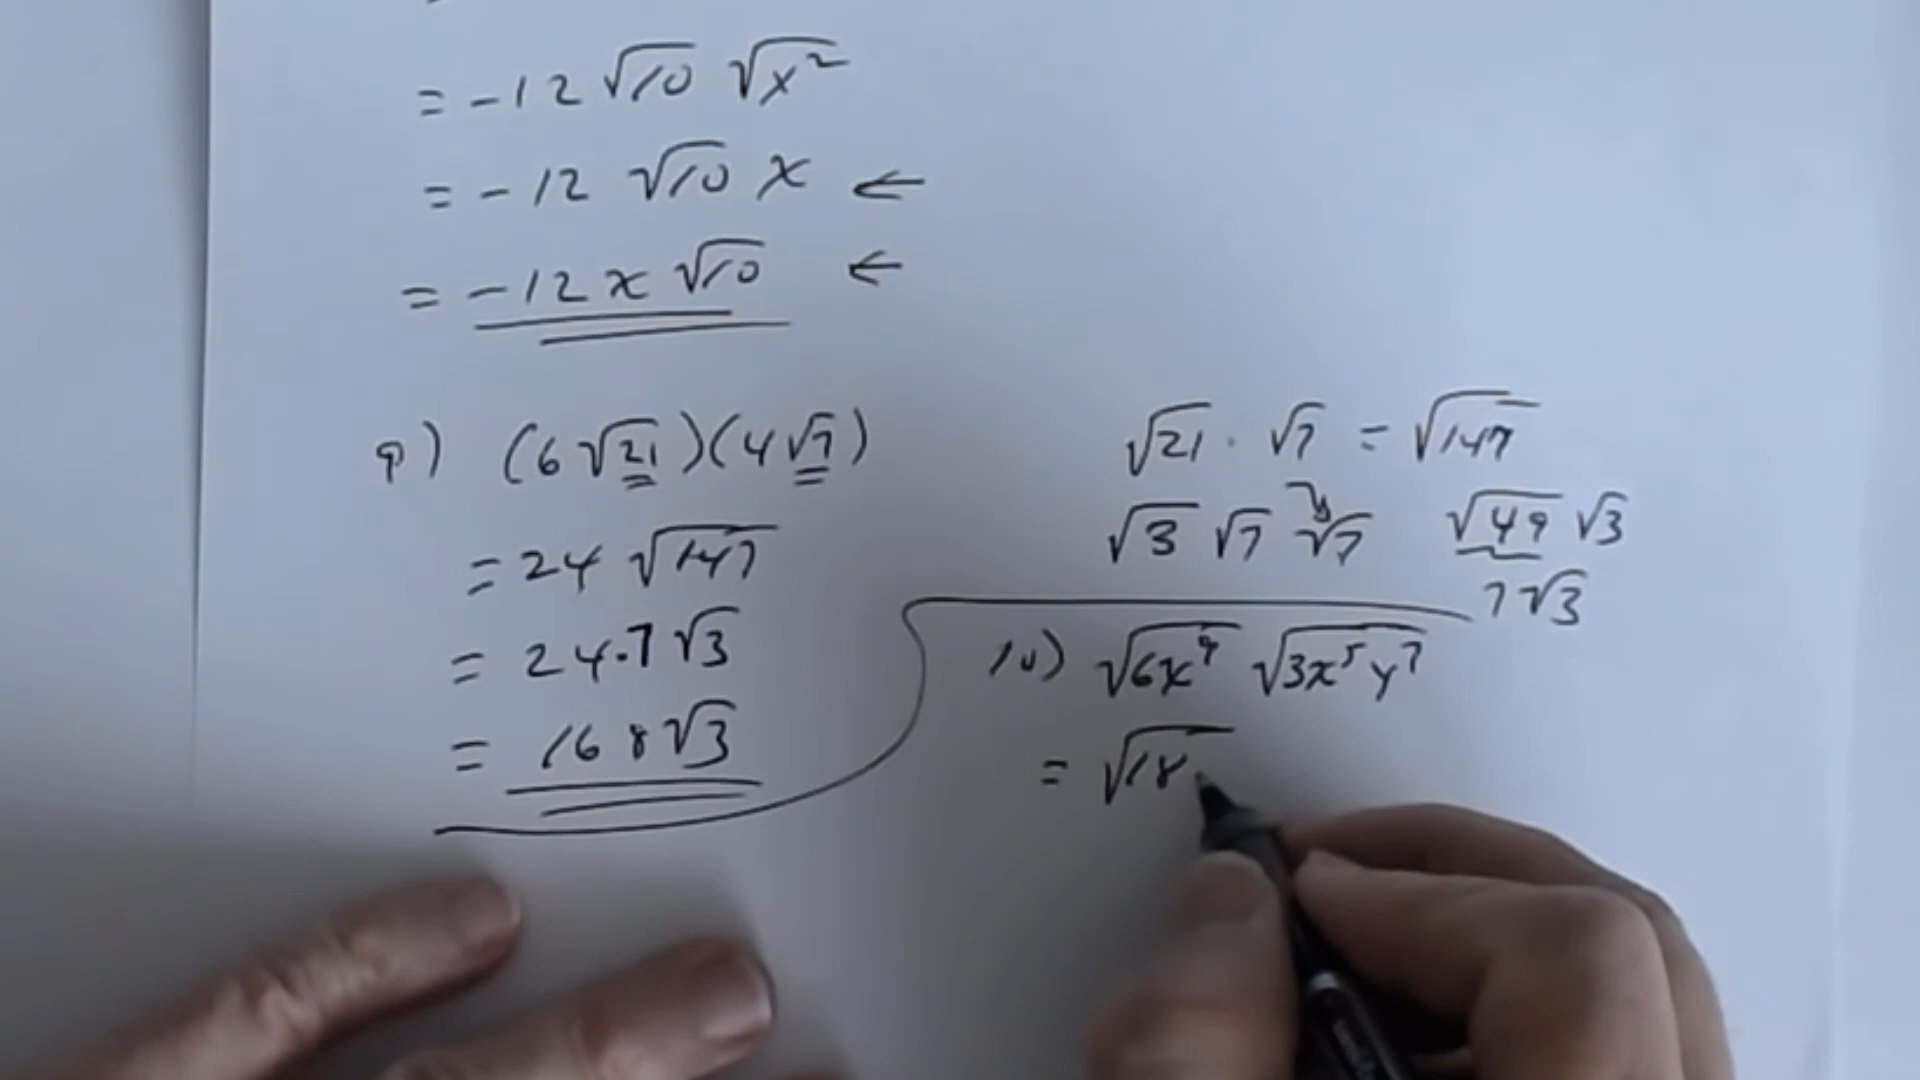 = -12 √10 √x²
= -12 √10 x ←
= -12 x √10 ←
9) (6 √21)(4 √7)
= 24 √147
= 24·7 √3
= 168 √3
√21 · √7 = √147
√3 √7 √7 √49 √3
7 √3
10) √6x⁴ √3x⁵y⁷
= √18